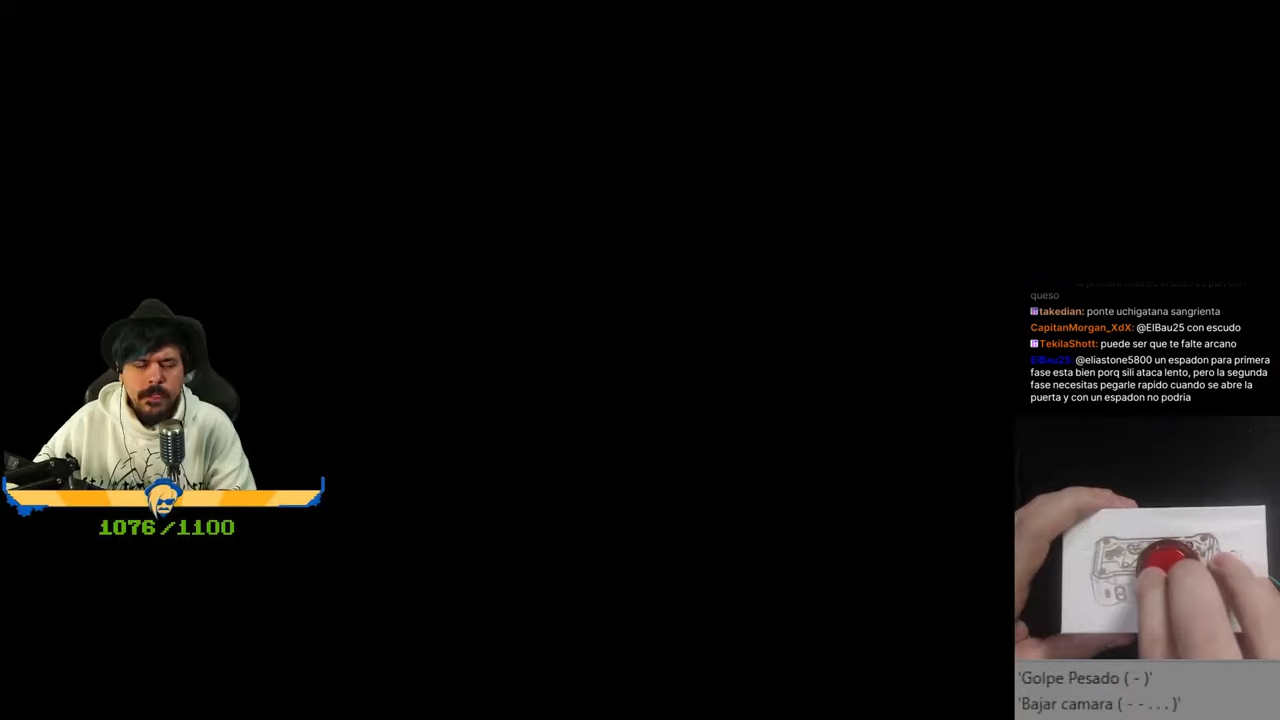 queso
takedian: ponte uchigatana sangrienta
CapitanMorgan_XdX: @ElBau25 con escudo
TekilaShott: puede ser que te falte arcano
ElBau25: @eliastone5800 un espadon para primera
fase esta bien porq sili ataca lento, pero la segunda
fase necesitas pegarle rapido cuando se abre la
puerta y con un espadon no podria
1076/1100
'Golpe Pesado ( - )'
'Bajar camara ( - - . . . )'